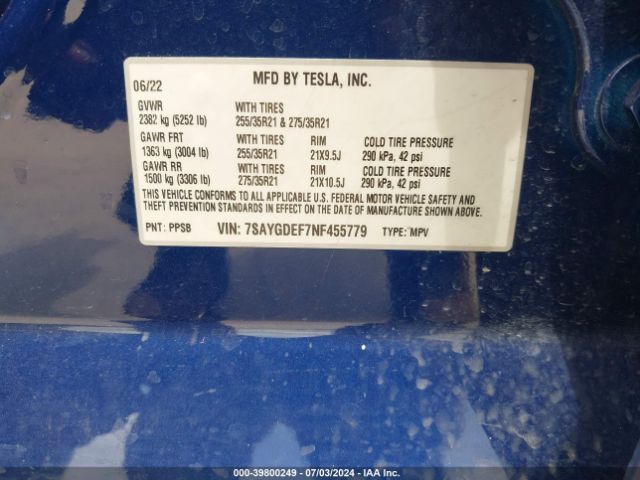 06/22 MFD BY TESLA, INC.
GVWR WITH TIRES
2382 kg (5252 lb) 255/35R21 & 275/35R21
GAWR FRT WITH TIRES RIM COLD TIRE PRESSURE
1363 kg (3004 lb) 255/35R21 21X9.5J 290 kPa, 42 psi
GAWR RR WITH TIRES RIM COLD TIRE PRESSURE
1500 kg (3306 lb) 275/35R21 21X10.5J 290 kPa, 42 psi
THIS VEHICLE CONFORMS TO ALL APPLICABLE U.S. FEDERAL MOTOR VEHICLE SAFETY AND
THEFT PREVENTION STANDARDS IN EFFECT ON THE DATE OF MANUFACTURE SHOWN ABOVE.
PNT: PPSB VIN: 7SAYGDEF7NF455779 TYPE: MPV
000-39800249 - 07/03/2024 - IAA Inc.